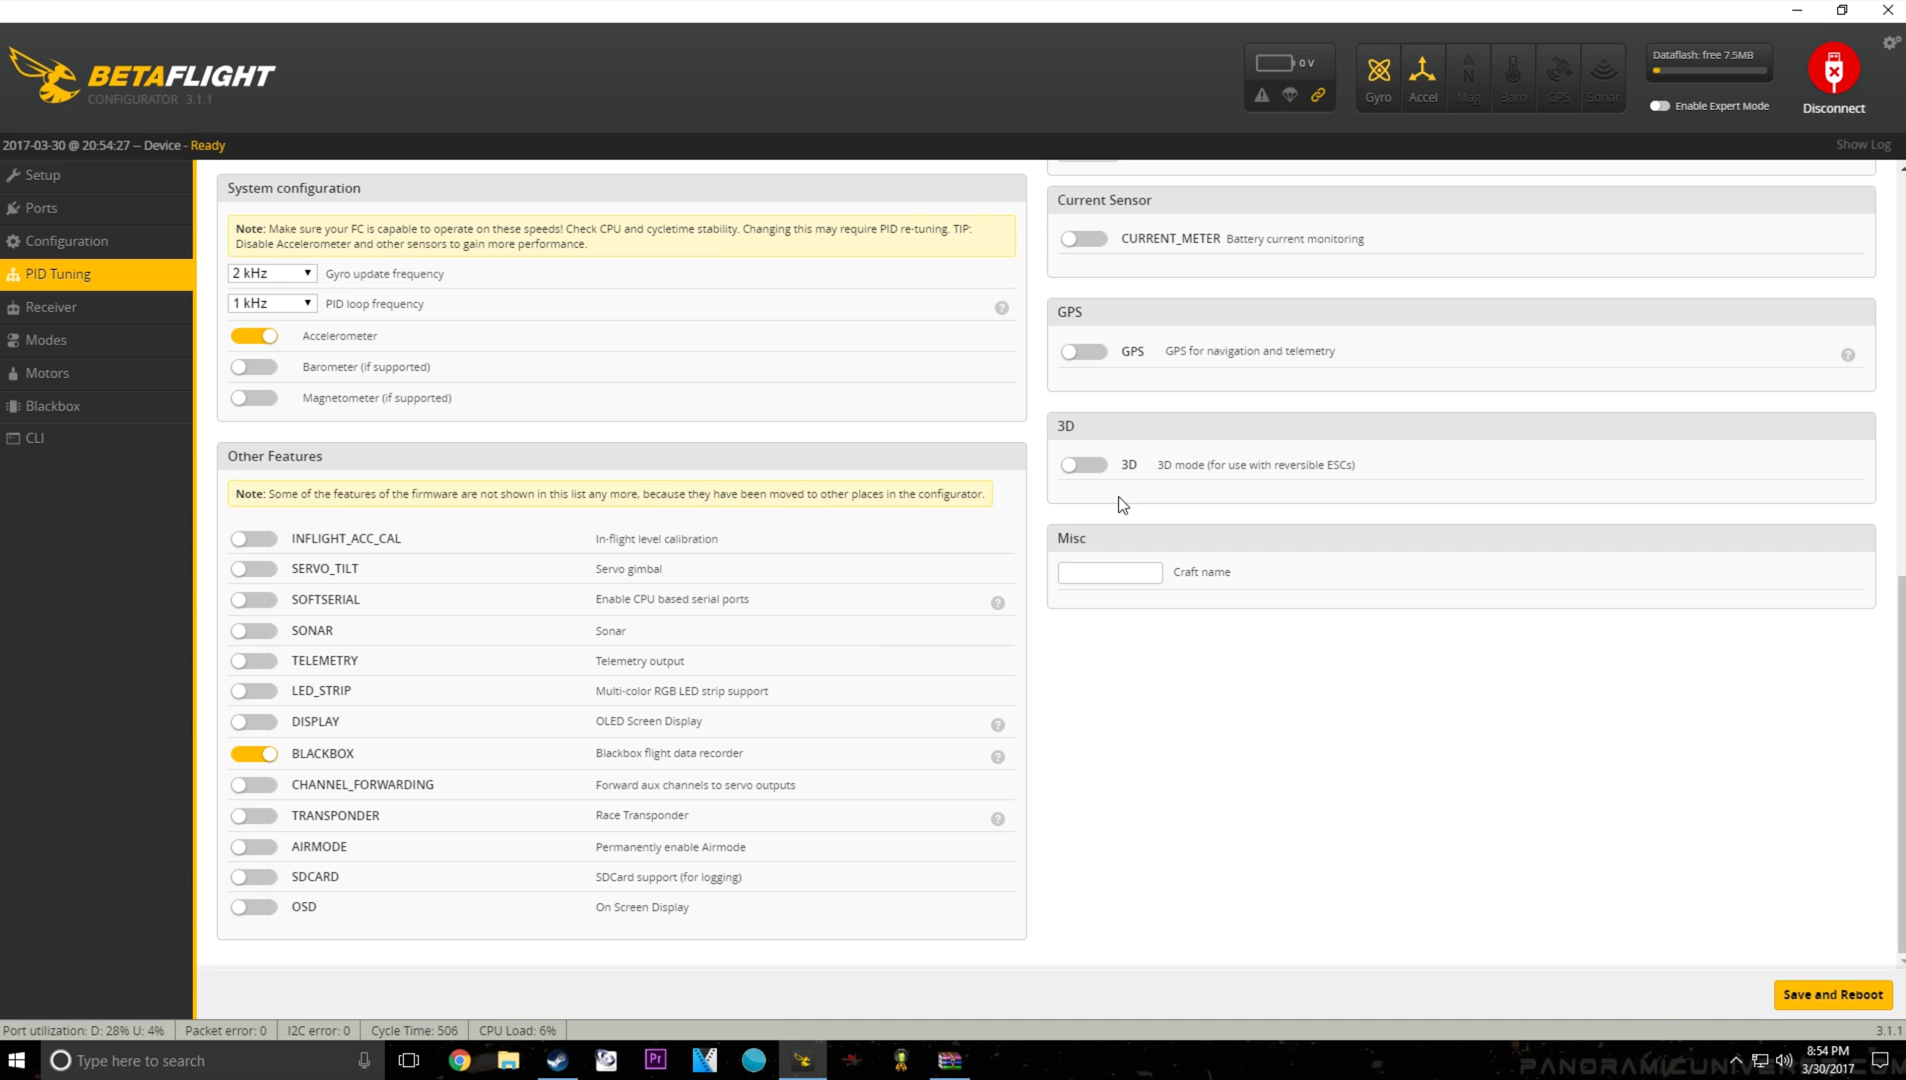 BETAFLIGHT
CONFIGURATOR 3.1.1
0 V
Gyro
Accel
Mag
Baro
GPS
Sonar
Dataflash: free 7.5MB
Enable Expert Mode
Disconnect
2017-03-30 @ 20:54:27 -- Device - Ready
Show Log
Setup
Ports
Configuration
PID Tuning
Receiver
Modes
Motors
Blackbox
CLI
System configuration
Note: Make sure your FC is capable to operate on these speeds! Check CPU and cycletime stability. Changing this may require PID re-tuning. TIP:
Disable Accelerometer and other sensors to gain more performance.
2 kHz Gyro update frequency
1 kHz PID loop frequency
Accelerometer
Barometer (if supported)
Magnetometer (if supported)
Other Features
Note: Some of the features of the firmware are not shown in this list any more, because they have been moved to other places in the configurator.
INFLIGHT_ACC_CAL In-flight level calibration
SERVO_TILT Servo gimbal
SOFTSERIAL Enable CPU based serial ports
SONAR Sonar
TELEMETRY Telemetry output
LED_STRIP Multi-color RGB LED strip support
DISPLAY OLED Screen Display
BLACKBOX Blackbox flight data recorder
CHANNEL_FORWARDING Forward aux channels to servo outputs
TRANSPONDER Race Transponder
AIRMODE Permanently enable Airmode
SDCARD SDCard support (for logging)
OSD On Screen Display
Current Sensor
CURRENT_METER Battery current monitoring
GPS
GPS GPS for navigation and telemetry
3D
3D 3D mode (for use with reversible ESCs)
Misc
Craft name
Save and Reboot
Port utilization: D: 28% U: 4% Packet error: 0 I2C error: 0 Cycle Time: 506 CPU Load: 6%
3.1.1
Type here to search
Pr
8:54 PM
3/30/2017